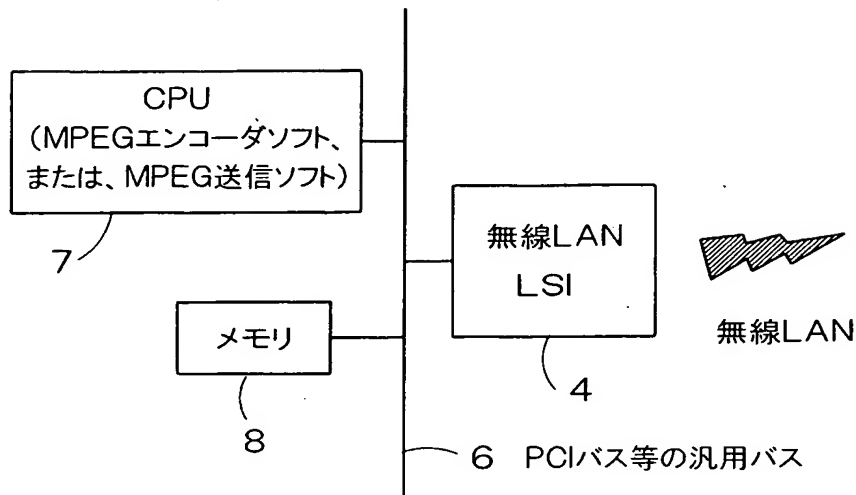 CPU
(MPEGエンコーダソフト、
または、MPEG送信ソフト)
7
無線LAN
LSI
4
無線LAN
メモリ
8
6 PCIバス等の汎用バス